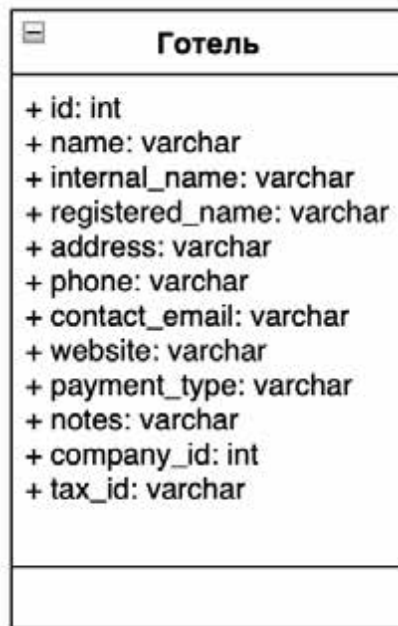 Готель
+ id: int
+ name: varchar
+ internal_name: varchar
+ registered_name: varchar
+ address: varchar
+ phone: varchar
+ contact_email: varchar
+ website: varchar
+ payment_type: varchar
+ notes: varchar
+ company_id: int
+ tax_id: varchar